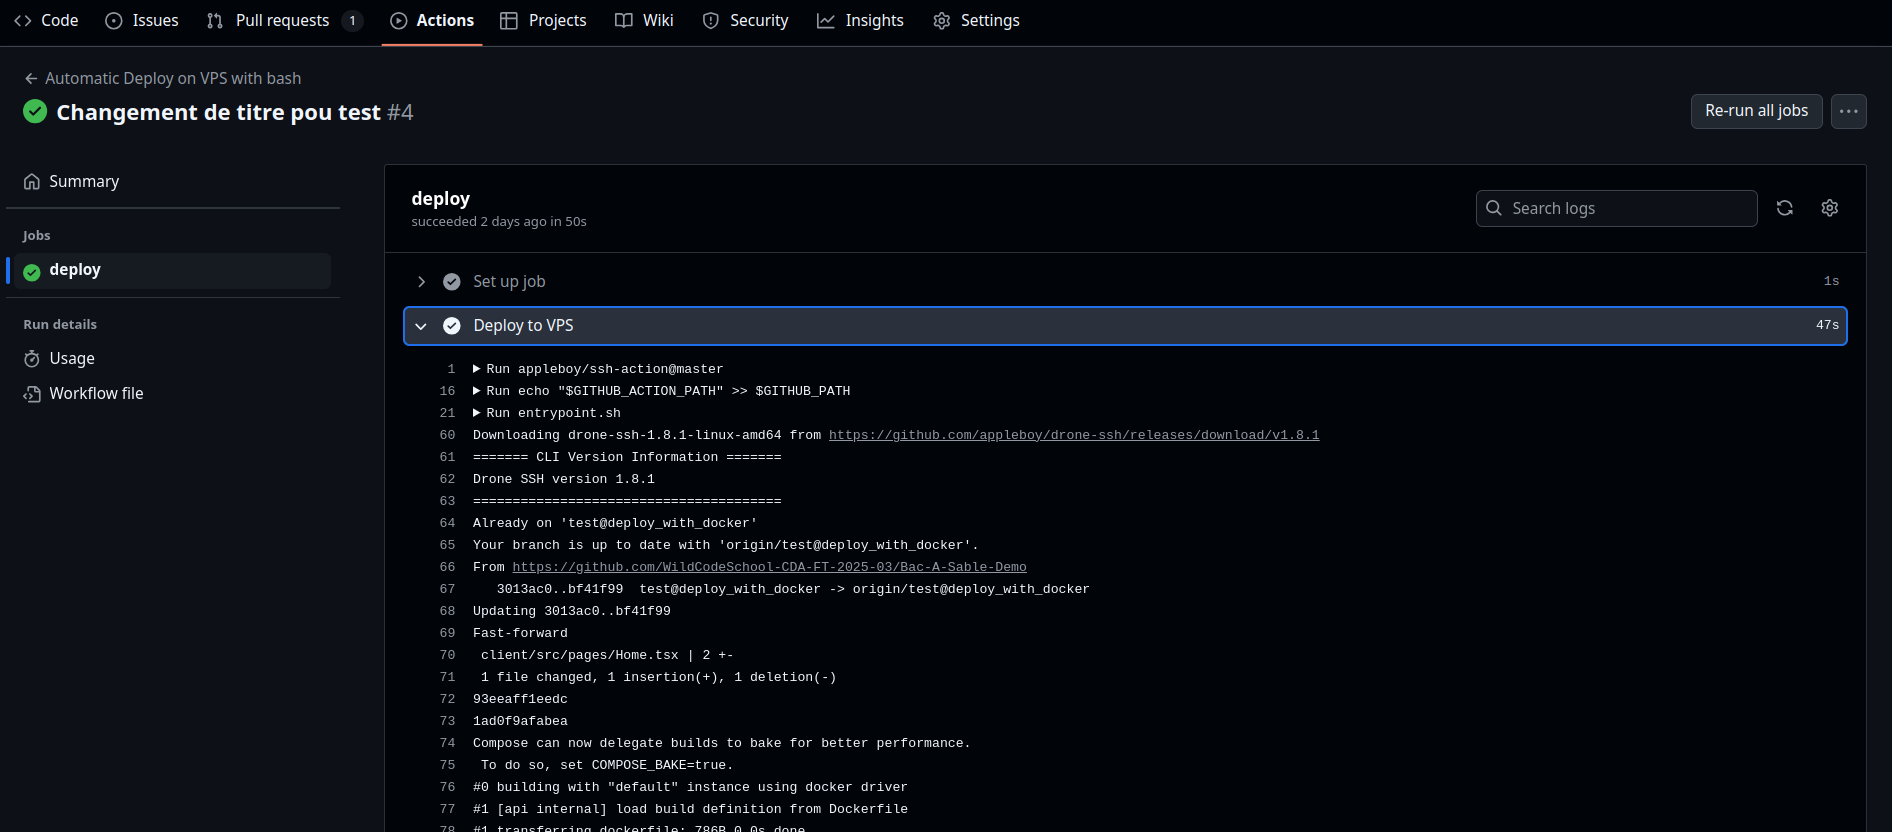 Code Issues Pull requests 1 Actions Projects Wiki Security Insights Settings
Automatic Deploy on VPS with bash
Changement de titre pou test #4
Re-run all jobs
Summary
Jobs
deploy
Run details
Usage
Workflow file
deploy
succeeded 2 days ago in 50s
Search logs
Set up job 1s
Deploy to VPS 47s
1 Run appleboy/ssh-action@master
16 Run echo "$GITHUB_ACTION_PATH" >> $GITHUB_PATH
21 Run entrypoint.sh
60 Downloading drone-ssh-1.8.1-linux-amd64 from https://github.com/appleboy/drone-ssh/releases/download/v1.8.1
61 ======= CLI Version Information =======
62 Drone SSH version 1.8.1
63 =======================================
64 Already on 'test@deploy_with_docker'
65 Your branch is up to date with 'origin/test@deploy_with_docker'.
66 From https://github.com/WildCodeSchool-CDA-FT-2025-03/Bac-A-Sable-Demo
67 3013ac0..bf41f99 test@deploy_with_docker -> origin/test@deploy_with_docker
68 Updating 3013ac0..bf41f99
69 Fast-forward
70 client/src/pages/Home.tsx | 2 +-
71 1 file changed, 1 insertion(+), 1 deletion(-)
72 93eeaff1eedc
73 1ad0f9afabea
74 Compose can now delegate builds to bake for better performance.
75 To do so, set COMPOSE_BAKE=true.
76 #0 building with "default" instance using docker driver
77 #1 [api internal] load build definition from Dockerfile
78 #1 transferring dockerfile: 786B 0.0s done